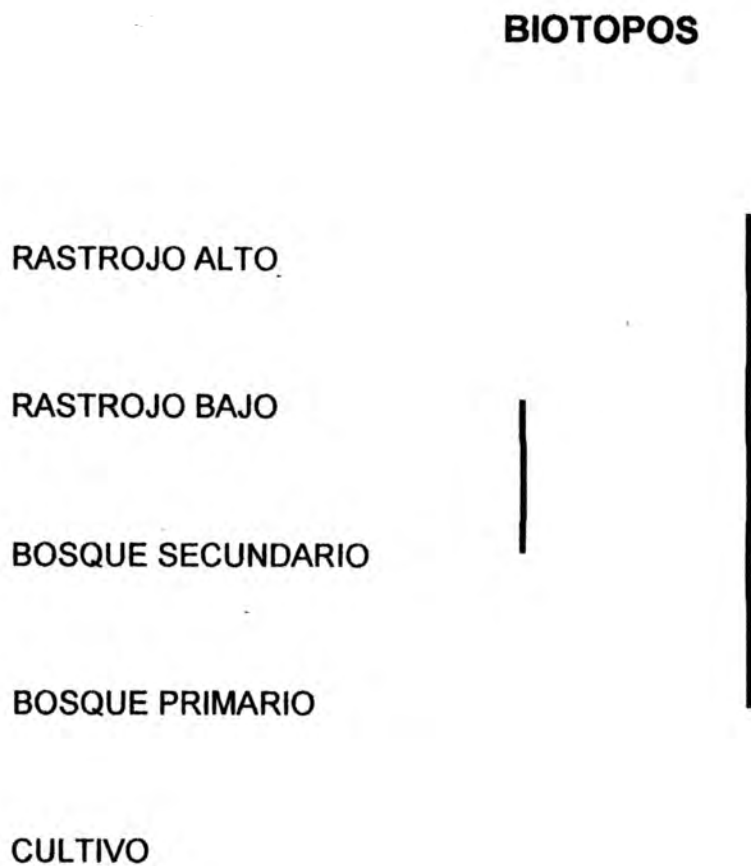 BIOTOPOS
RASTROJO ALTO
RASTROJO BAJO
BOSQUE SECUNDARIO
BOSQUE PRIMARIO
CULTIVO